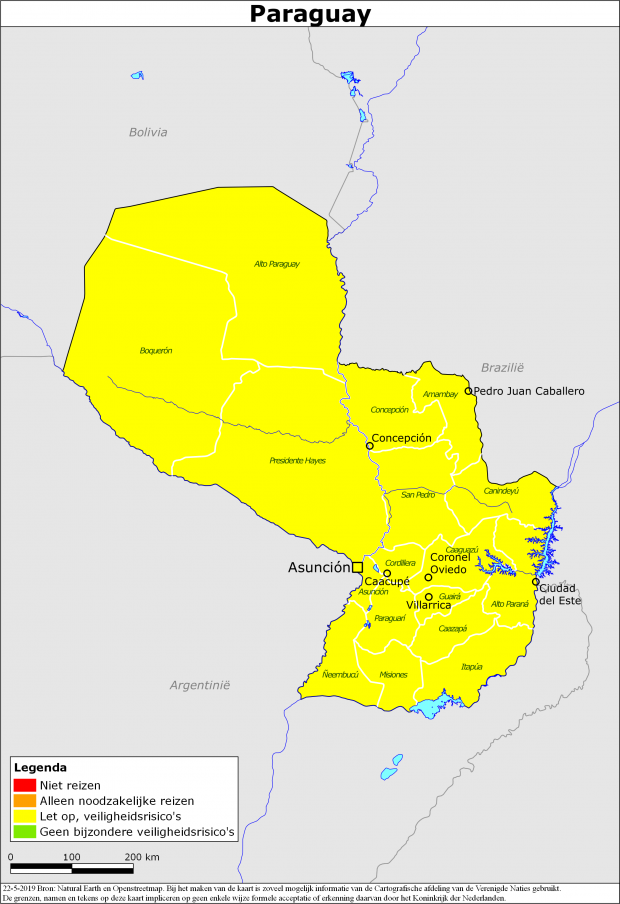 Paraguay
Bolivia
Alto Paraguay
Boquerón
Brazilië
Amambay
Pedro Juan Caballero
Concepción
Concepción
Presidente Hayes
Canindeyú
San Pedro
Caaguazú
Coronel
Oviedo
Asunción
Cordillera
Caacupé
Ciudad
del Este
Asunción
Guairá
Villarrica
Alto Paraná
Paraguarí
Caazapá
Itapúa
Ñeembucú
Misiones
Argentinië
Legenda
Niet reizen
Alleen noodzakelijke reizen
Let op, veiligheidsrisico's
Geen bijzondere veiligheidsrisico's
0 100 200 km
22-5-2019 Bron: Natural Earth en Openstreetmap. Bij het maken van de kaart is zoveel mogelijk informatie van de Cartografische afdeling van de Verenigde Naties gebruikt.
De grenzen, namen en tekens op deze kaart impliceren op geen enkele wijze formele acceptatie of erkenning daarvan door het Koninkrijk der Nederlanden.